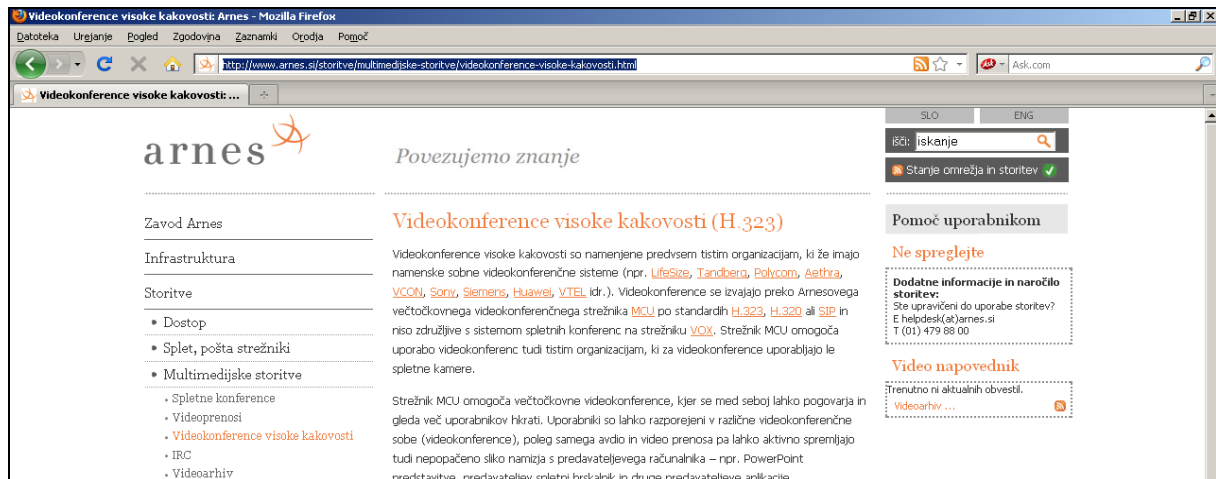 Videokonference visoke kakovosti: Arnes - Mozilla Firefox
Datoteka Urejanje Pogled Zgodovina Zaznamki Orodja Pomoč
http://www.arnes.si/storitve/multimedijske-storitve/videokonference-visoke-kakovosti.html
Ask Ask.com
Videokonference visoke kakovosti: ...
SLO ENG
arnes
Povezujemo znanje
išči: iskanje
Stanje omrežja in storitev
Zavod Arnes
Infrastruktura
Storitve
Dostop
Splet, pošta strežniki
Multimedijske storitve
Spletne konference
Videoprenosi
Videokonference visoke kakovosti
IRC
Videoarhiv
Videokonference visoke kakovosti (H.323)
Videokonference visoke kakovosti so namenjene predvsem tistim organizacijam, ki že imajo
namenske sobne videokonferenčne sisteme (npr. LifeSize, Tandberg, Polycom, Aethra,
VCON, Sony, Siemens, Huawei, VTEL idr.). Videokonference se izvajajo preko Arnesovega
večtočkovnega videokonferenčnega strežnika MCU po standardih H.323, H.320 ali SIP in
niso združljive s sistemom spletnih konferenc na strežniku VOX. Strežnik MCU omogoča
uporabo videokonferenc tudi tistim organizacijam, ki za videokonference uporabljajo le
spletne kamere.
Strežnik MCU omogoča večtočkovne videokonference, kjer se med seboj lahko pogovarja in
gleda več uporabnikov hkrati. Uporabniki so lahko razporejeni v različne videokonferenčne
sobe (videokonference), poleg samega avdio in video prenosa pa lahko aktivno spremljajo
tudi nepopačeno sliko namizja s predavateljevega računalnika – npr. PowerPoint
predstavitve, predavateljev spletni brskalnik in druge predavateljeve aplikacije.
Pomoč uporabnikom
Ne spreglejte
Dodatne informacije in naročilo
storitev:
Ste upravičeni do uporabe storitev?
E helpdesk(at)arnes.si
T (01) 479 88 00
Video napovednik
Trenutno ni aktualnih obvestil.
Videoarhiv ...